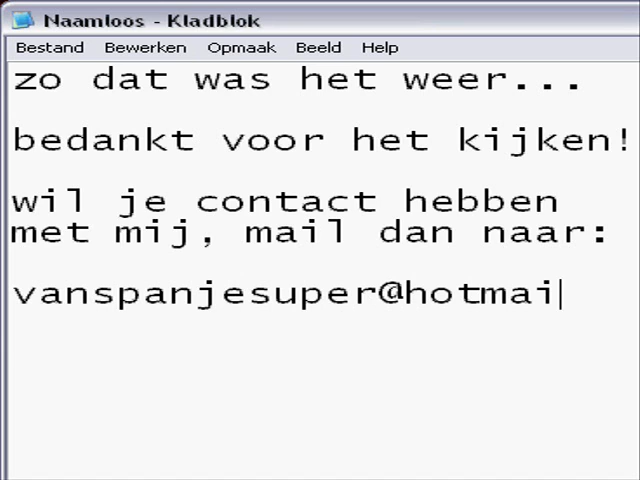 Naamloos - Kladblok
Bestand Bewerken Opmaak Beeld Help
zo dat was het weer...
bedankt voor het kijken!
wil je contact hebben
met mij, mail dan naar:
vanspanjesuper@hotmai